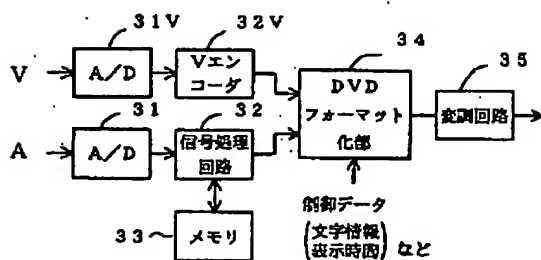 31V
32V
34
35
V
A/D
Vエン
コーダ
DVD
フォーマット
化部
変調回路
31
32
A
A/D
信号処理
回路
33
メモリ
制御データ
(文字情報
表示時間)など